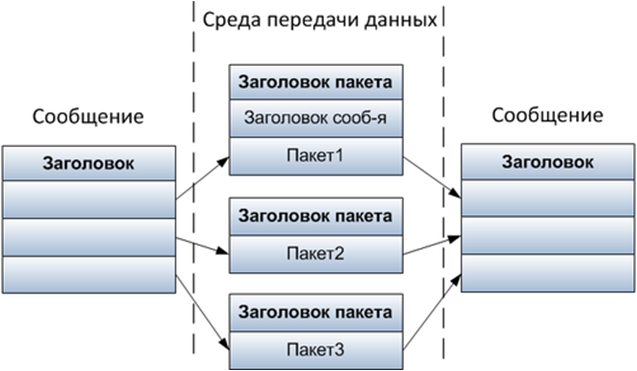 Среда передачи данных
Сообщение
Заголовок
Заголовок пакета
Заголовок сооб-я
Пакет1
Заголовок пакета
Пакет2
Заголовок пакета
Пакет3
Сообщение
Заголовок